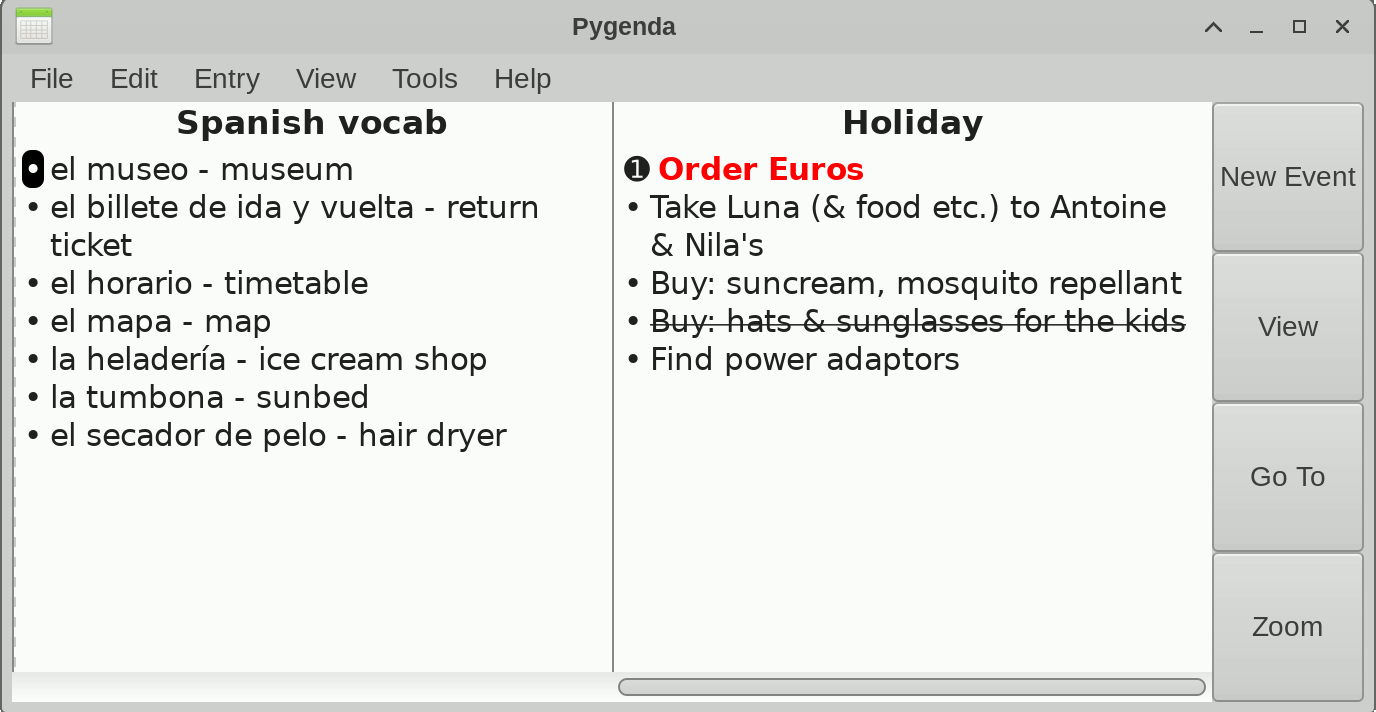 Pygenda
File Edit Entry View Tools Help
Spanish vocab
• el museo - museum
• el billete de ida y vuelta - return
ticket
• el horario - timetable
• el mapa - map
• la heladería - ice cream shop
• la tumbona - sunbed
• el secador de pelo - hair dryer
Holiday
➊ Order Euros
• Take Luna (& food etc.) to Antoine
& Nila's
• Buy: suncream, mosquito repellant
• Buy: hats & sunglasses for the kids
• Find power adaptors
New Event
View
Go To
Zoom